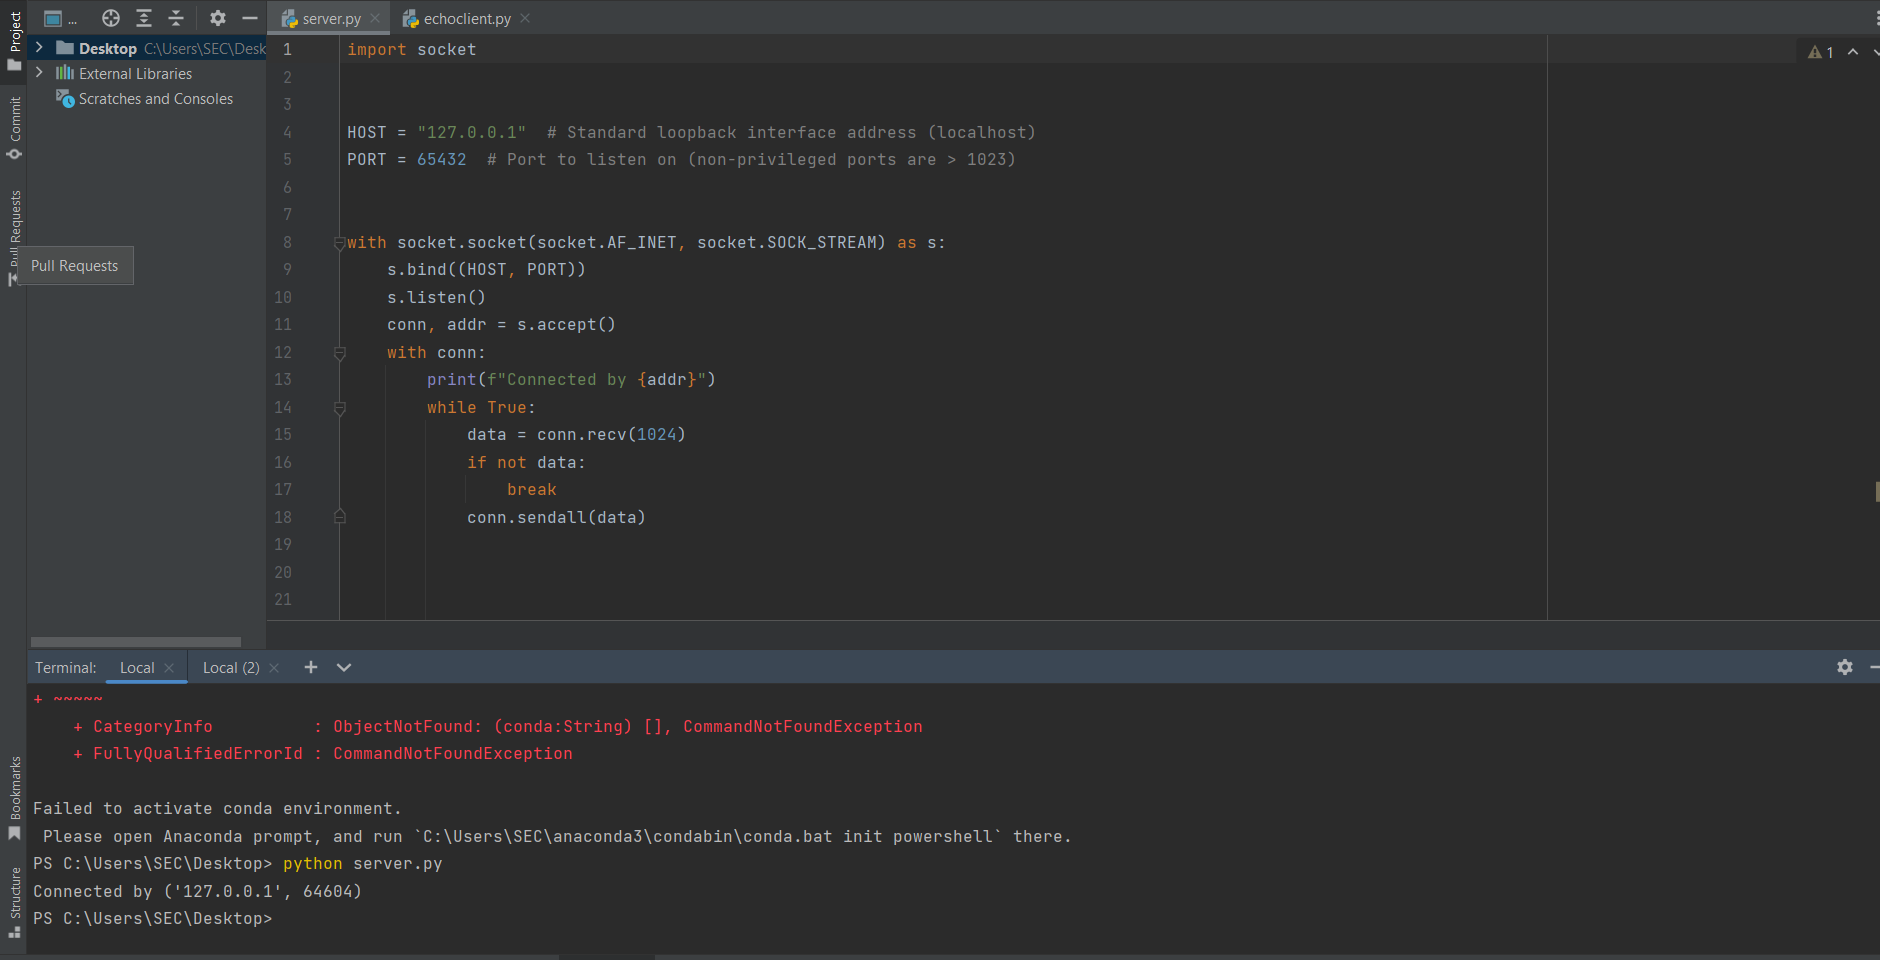 Project
...
server.py
echoclient.py
Desktop C:\Users\SEC\Desk
External Libraries
Scratches and Consoles
Commit
Pull Requests
Pull Requests
1 import socket
2
3
4 HOST = "127.0.0.1"  # Standard loopback interface address (localhost)
5 PORT = 65432  # Port to listen on (non-privileged ports are > 1023)
6
7
8 with socket.socket(socket.AF_INET, socket.SOCK_STREAM) as s:
9     s.bind((HOST, PORT))
10     s.listen()
11     conn, addr = s.accept()
12     with conn:
13         print(f"Connected by {addr}")
14         while True:
15             data = conn.recv(1024)
16             if not data:
17                 break
18             conn.sendall(data)
19
20
21
1
Terminal: Local Local (2)
+ ~~~~~
    + CategoryInfo          : ObjectNotFound: (conda:String) [], CommandNotFoundException
    + FullyQualifiedErrorId : CommandNotFoundException
Failed to activate conda environment.
 Please open Anaconda prompt, and run `C:\Users\SEC\anaconda3\condabin\conda.bat init powershell` there.
PS C:\Users\SEC\Desktop> python server.py
Connected by ('127.0.0.1', 64604)
PS C:\Users\SEC\Desktop>
Bookmarks
Structure